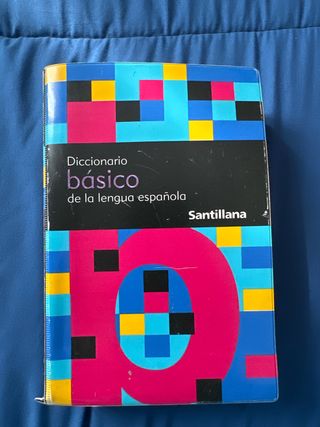 Diccionario
básico
de la lengua española
Santillana